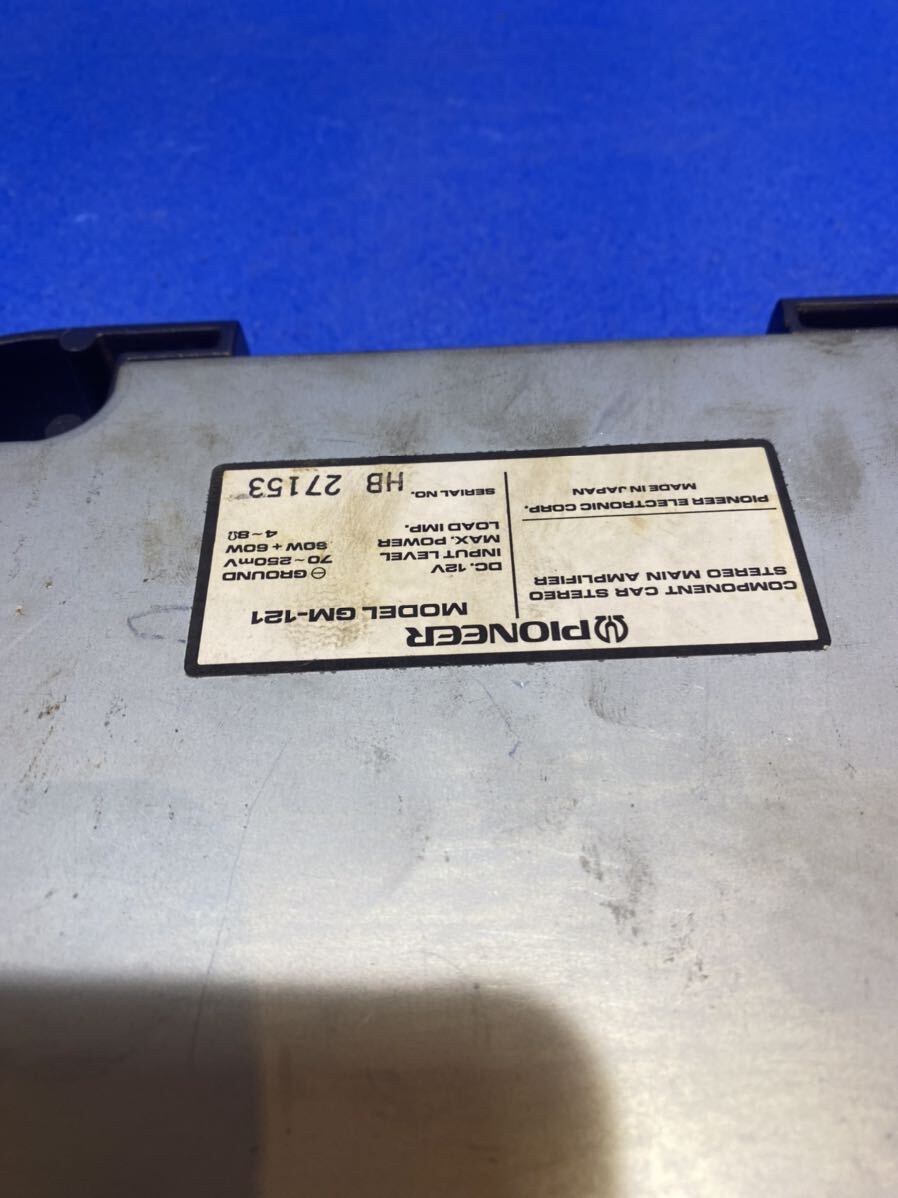 PIONEER
COMPONENT CAR STEREO
STEREO MAIN AMPLIFIER
PIONEER ELECTRONIC CORP.
MADE IN JAPAN
MODEL GM-121
DC. 12V ⊖ GROUND
INPUT LEVEL 70~250mV
MAX. POWER 60W + 60W
LOAD IMP. 4~8Ω
SERIAL NO. HB 27153